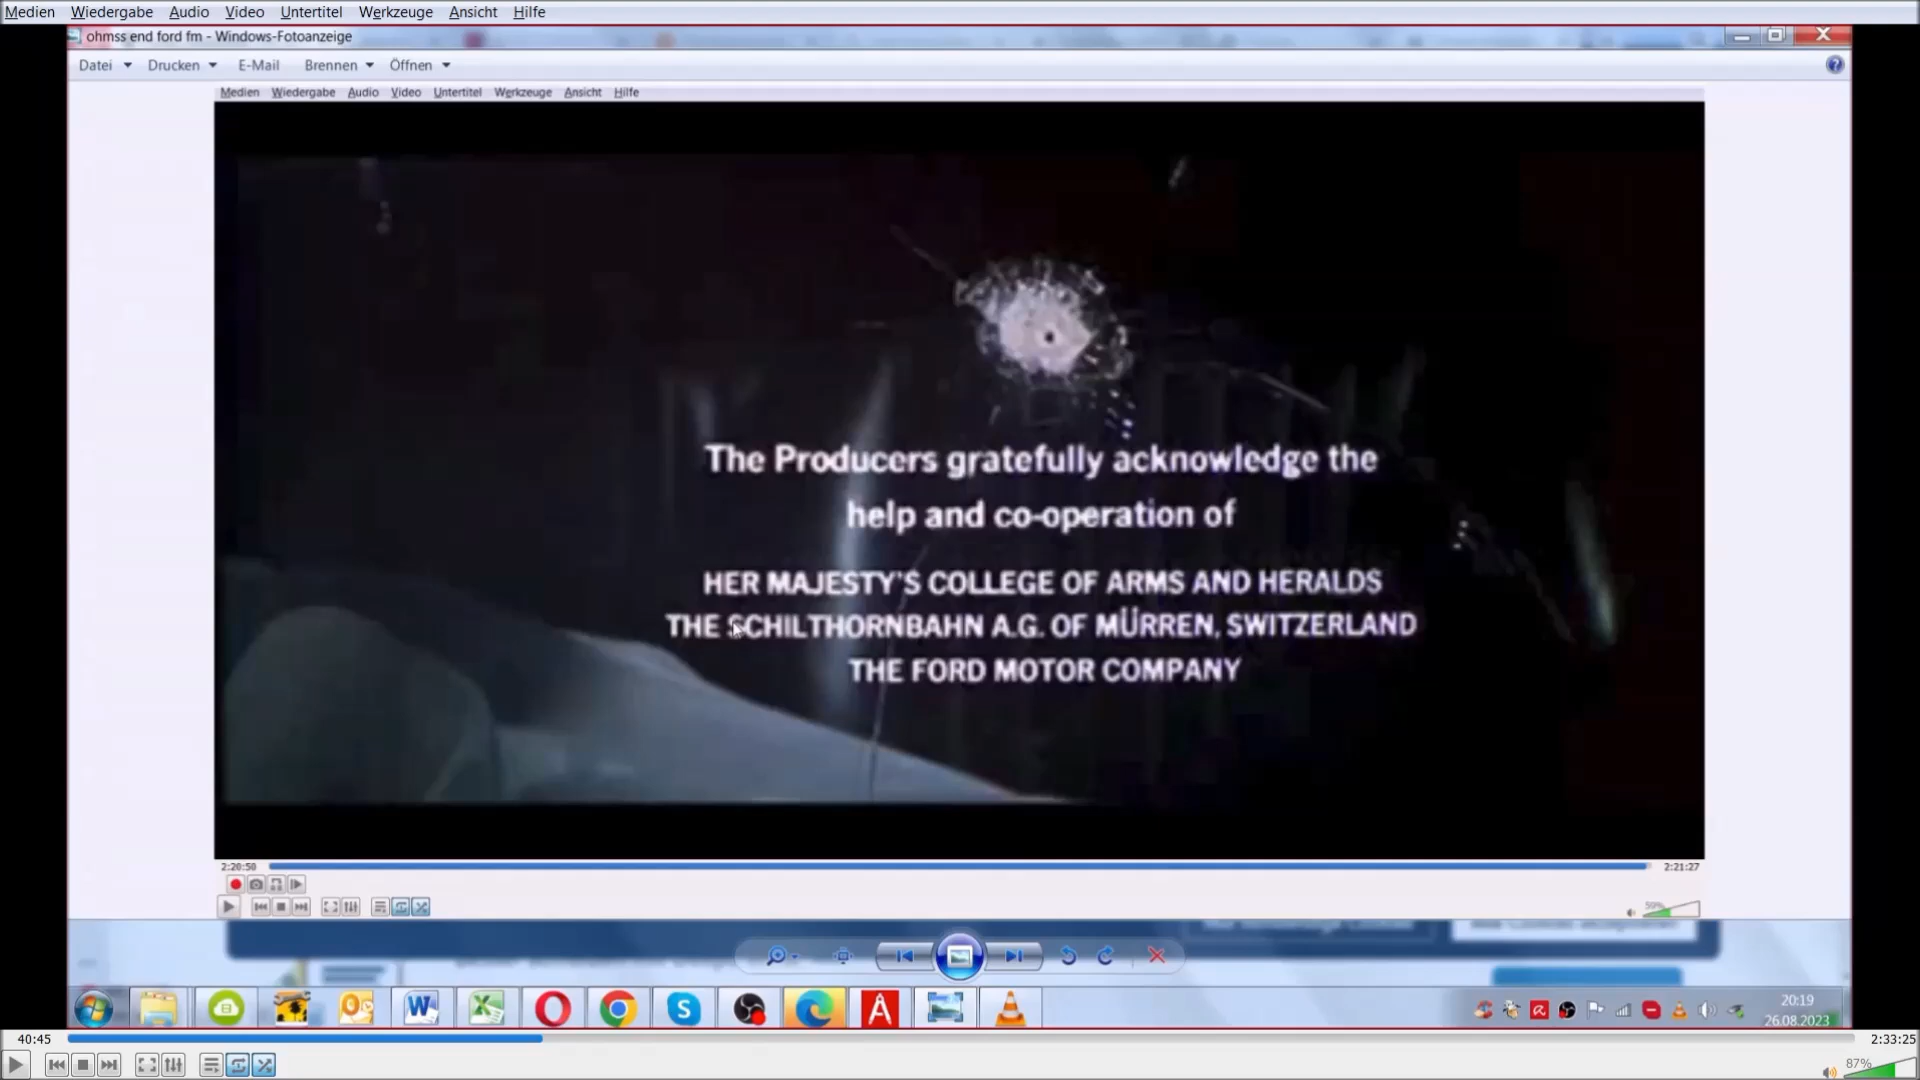 Medien Wiedergabe Audio Video Untertitel Werkzeuge Ansicht Hilfe
ohmss end ford fm - Windows-Fotoanzeige
Datei Drucken E-Mail Brennen Öffnen
Medien Wiedergabe Audio Video Untertitel Werkzeuge Ansicht Hilfe
The Producers gratefully acknowledge the
help and co-operation of
HER MAJESTY'S COLLEGE OF ARMS AND HERALDS
THE SCHILTHORNBAHN A.G. OF MÜRREN, SWITZERLAND
THE FORD MOTOR COMPANY
2:20:50 2:21:27
59%
20:19
26.08.2023
40:45 2:33:25
87%